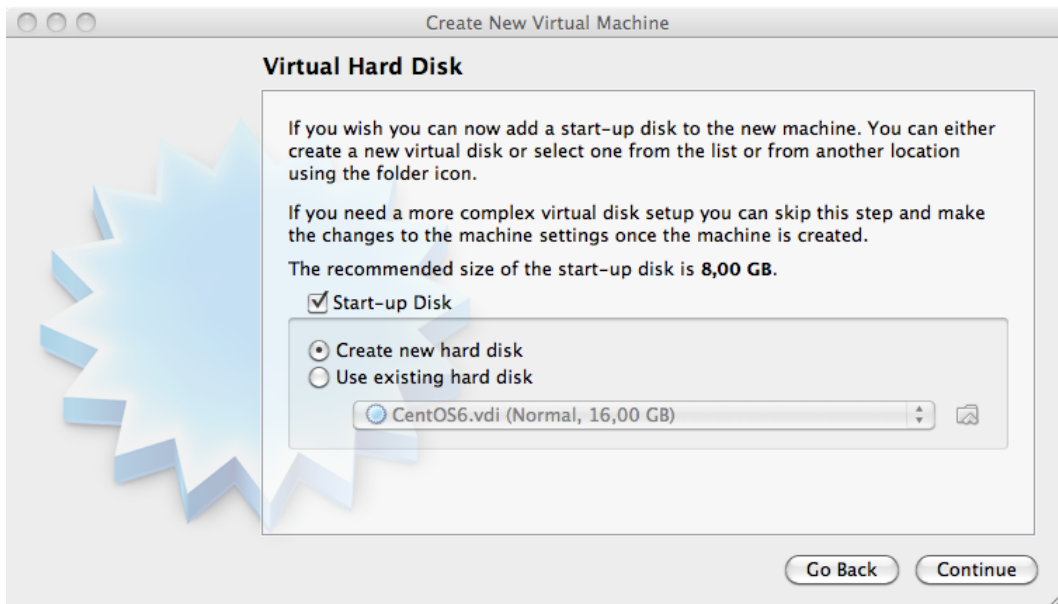 Create New Virtual Machine
Virtual Hard Disk
If you wish you can now add a start-up disk to the new machine. You can either
create a new virtual disk or select one from the list or from another location
using the folder icon.
If you need a more complex virtual disk setup you can skip this step and make
the changes to the machine settings once the machine is created.
The recommended size of the start-up disk is 8,00 GB.
Start-up Disk
Create new hard disk
Use existing hard disk
CentOS6.vdi (Normal, 16,00 GB)
Go Back
Continue